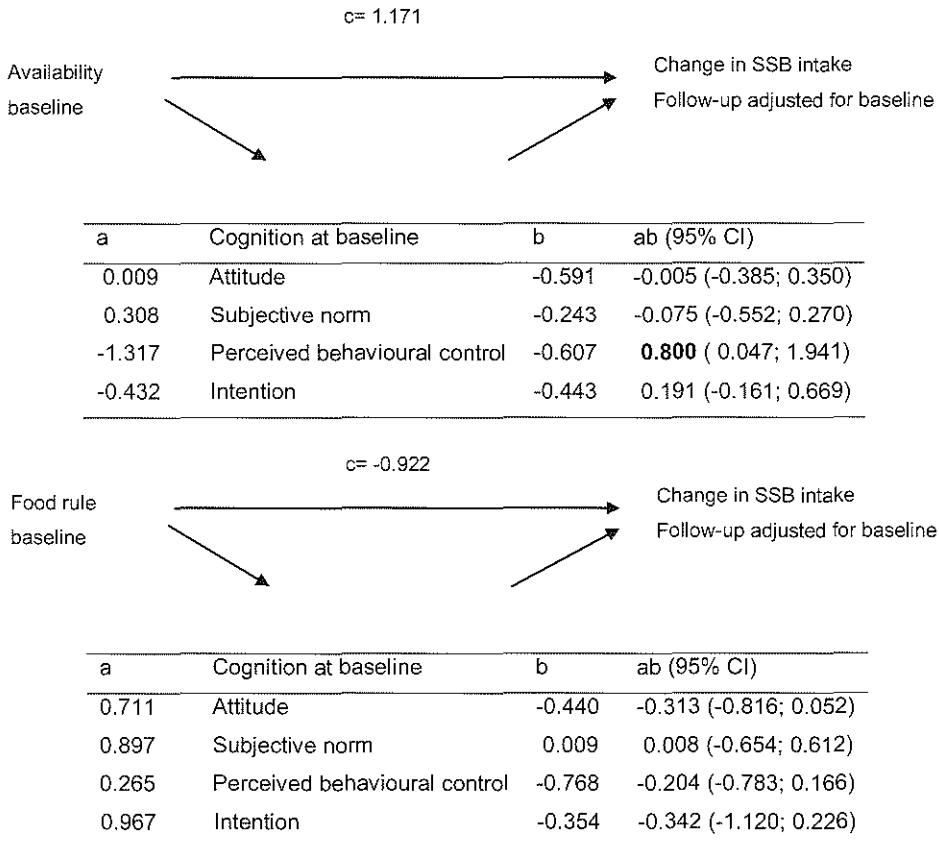 c= 1.171
Availability
baseline
Change in SSB intake
Follow-up adjusted for baseline
a Cognition at baseline b ab (95% CI)
0.009 Attitude -0.591 -0.005 (-0.385; 0.350)
0.308 Subjective norm -0.243 -0.075 (-0.552; 0.270)
-1.317 Perceived behavioural control -0.607 0.800 ( 0.047; 1.941)
-0.432 Intention -0.443 0.191 (-0.161; 0.669)
c= -0.922
Food rule
baseline
Change in SSB intake
Follow-up adjusted for baseline
a Cognition at baseline b ab (95% CI)
0.711 Attitude -0.440 -0.313 (-0.816; 0.052)
0.897 Subjective norm 0.009 0.008 (-0.654; 0.612)
0.265 Perceived behavioural control -0.768 -0.204 (-0.783; 0.166)
0.967 Intention -0.354 -0.342 (-1.120; 0.226)